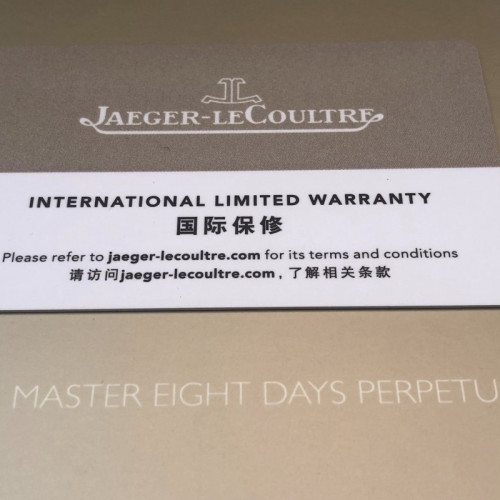 JAEGER-LECOULTRE
INTERNATIONAL LIMITED WARRANTY
国际保修
Please refer to jaeger-lecoultre.com for its terms and conditions
请访问jaeger-lecoultre.com，了解相关条款
MASTER EIGHT DAYS PERPETU